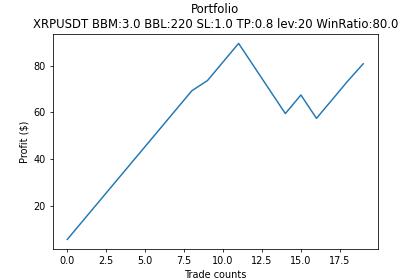 Portfolio
XRPUSDT BBM:3.0 BBL:220 SL:1.0 TP:0.8 lev:20 WinRatio:80.0
80
60
40
20
Profit ($)
0.0 2.5 5.0 7.5 10.0 12.5 15.0 17.5
Trade counts